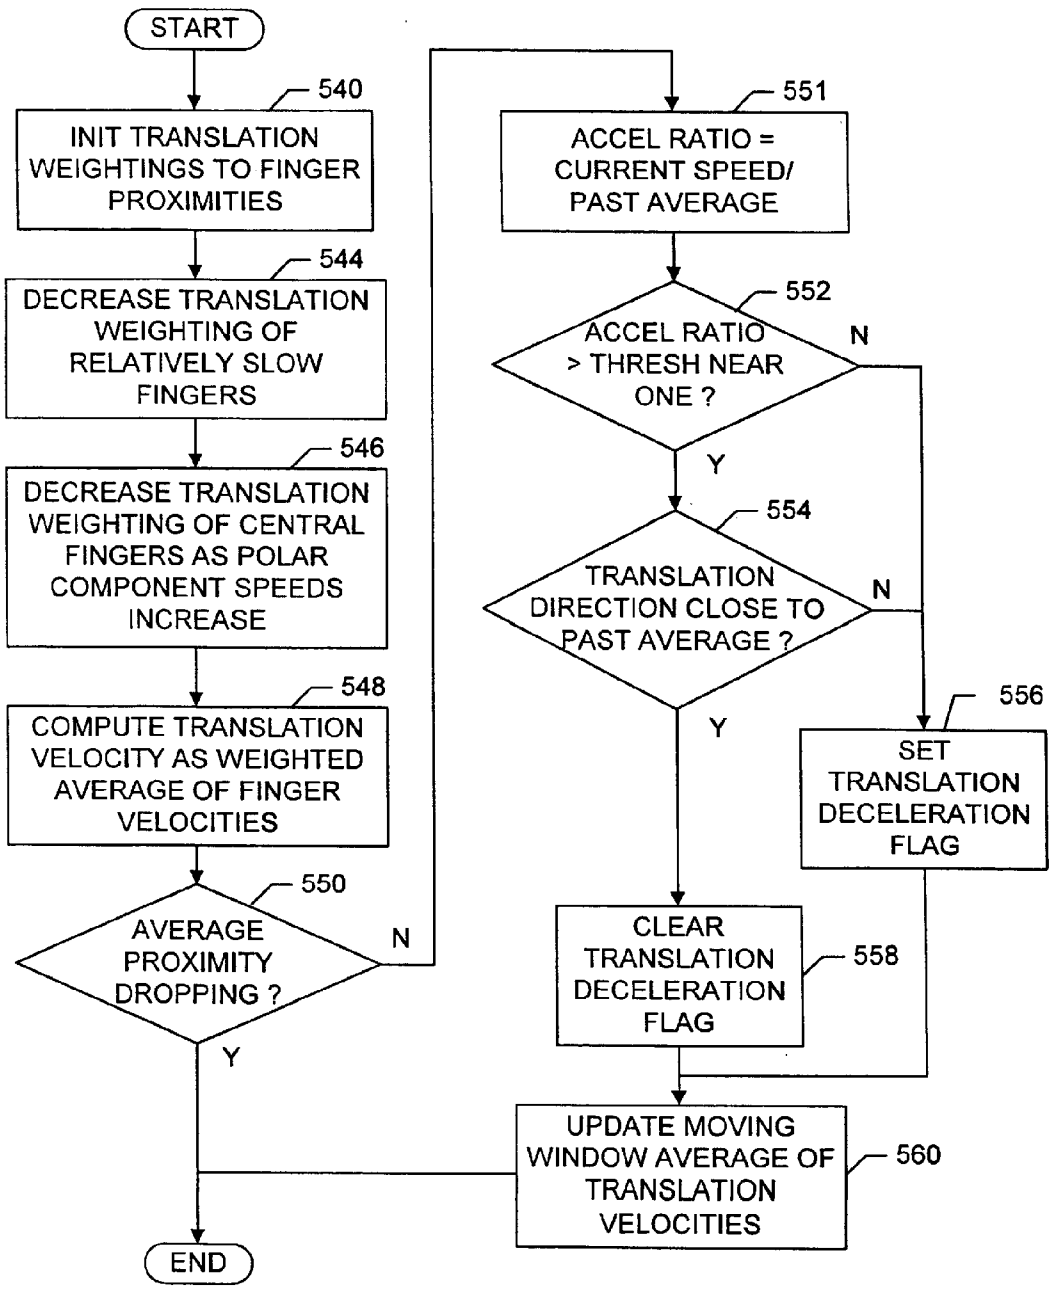 START
540
INIT TRANSLATION
WEIGHTINGS TO FINGER
PROXIMITIES
544
DECREASE TRANSLATION
WEIGHTING OF
RELATIVELY SLOW
FINGERS
546
DECREASE TRANSLATION
WEIGHTING OF CENTRAL
FINGERS AS POLAR
COMPONENT SPEEDS
INCREASE
548
COMPUTE TRANSLATION
VELOCITY AS WEIGHTED
AVERAGE OF FINGER
VELOCITIES
550
AVERAGE
PROXIMITY
DROPPING ?
N
Y
551
ACCEL RATIO =
CURRENT SPEED/
PAST AVERAGE
552
ACCEL RATIO
> THRESH NEAR
ONE ?
N
Y
554
TRANSLATION
DIRECTION CLOSE TO
PAST AVERAGE ?
N
Y
556
SET
TRANSLATION
DECELERATION
FLAG
558
CLEAR
TRANSLATION
DECELERATION
FLAG
560
UPDATE MOVING
WINDOW AVERAGE OF
TRANSLATION
VELOCITIES
END